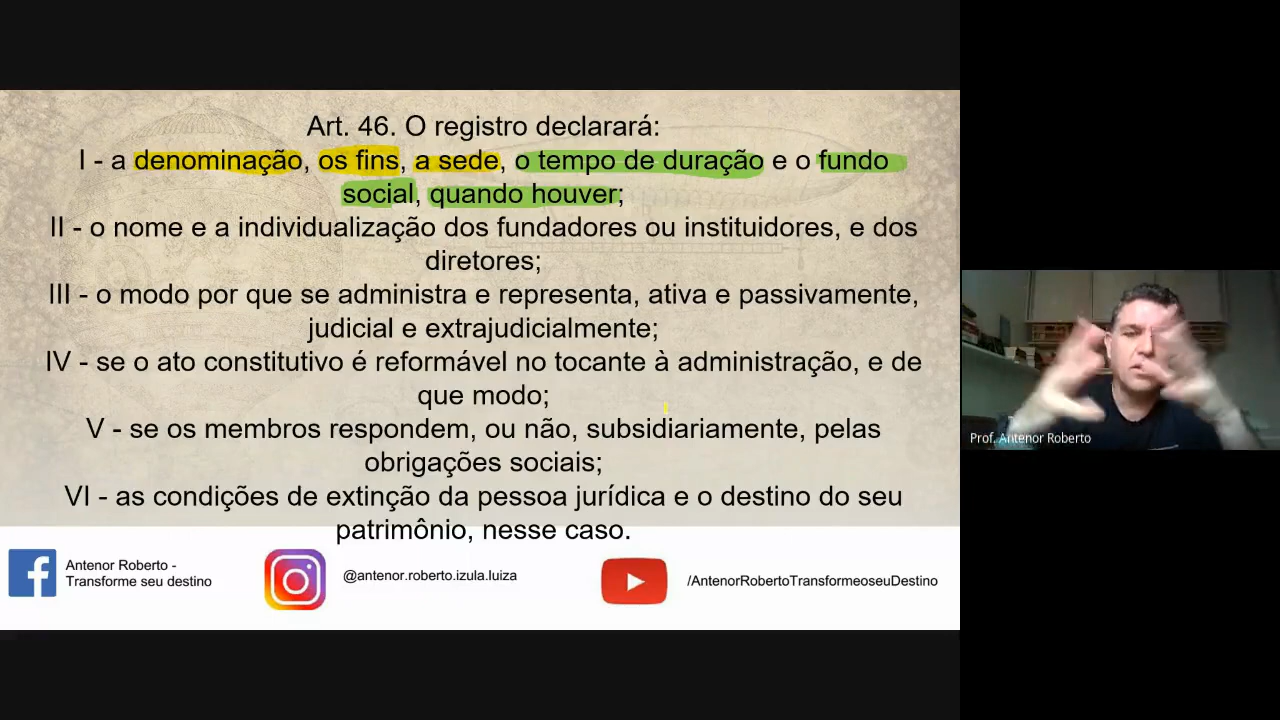 Art. 46. O registro declarará:
I - a denominação, os fins, a sede, o tempo de duração e o fundo
social, quando houver;
II - o nome e a individualização dos fundadores ou instituidores, e dos
diretores;
III - o modo por que se administra e representa, ativa e passivamente,
judicial e extrajudicialmente;
IV - se o ato constitutivo é reformável no tocante à administração, e de
que modo;
V - se os membros respondem, ou não, subsidiariamente, pelas
obrigações sociais;
VI - as condições de extinção da pessoa jurídica e o destino do seu
patrimônio, nesse caso.
Antenor Roberto -
Transforme seu destino
@antenor.roberto.izula.luiza
/AntenorRobertoTransformeoseuDestino
Prof. Antenor Roberto